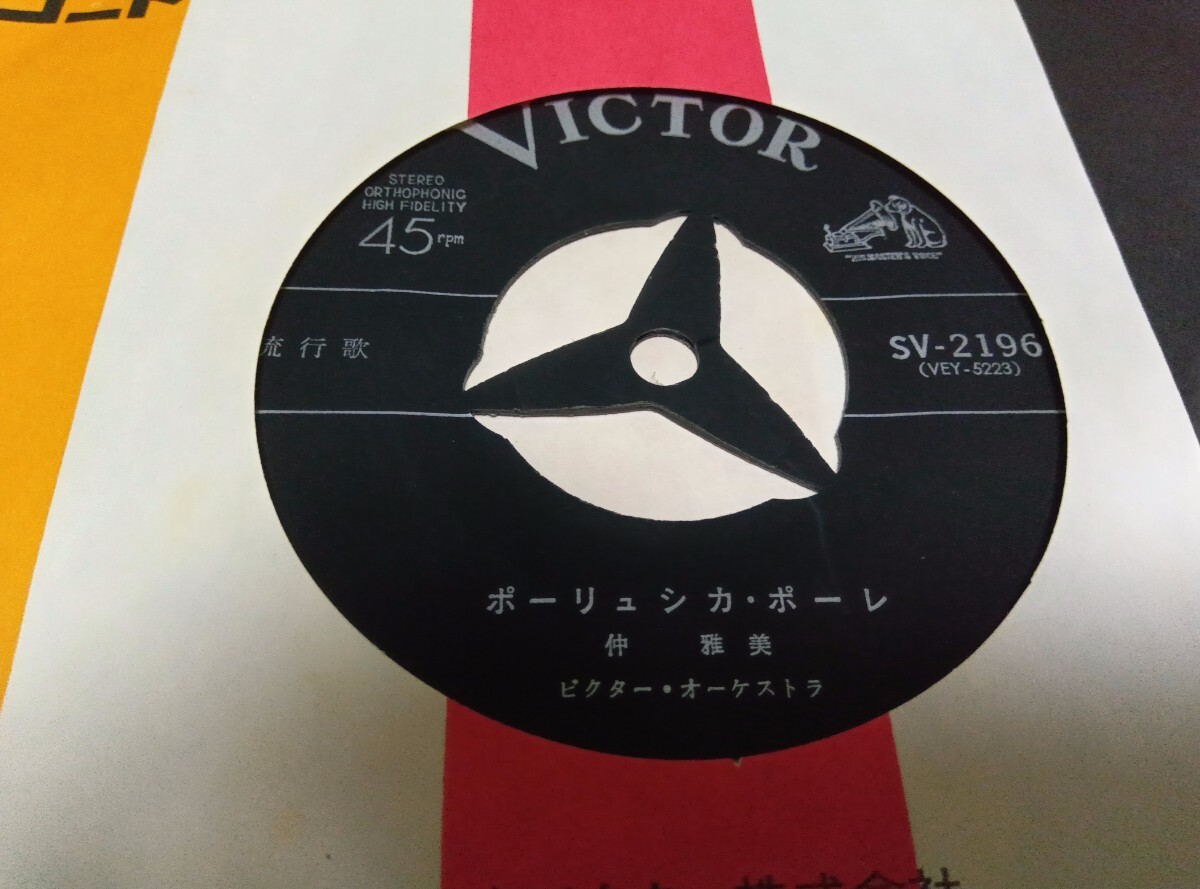 VICTOR
STEREO
ORTHOPHONIC
HIGH FIDELITY
45 rpm
"HIS MASTER'S VOICE"
流行歌
SV-2196
(VEY-5223)
ポーリュシカ・ポーレ
仲 雅美
ビクター・オーケストラ
株式会社